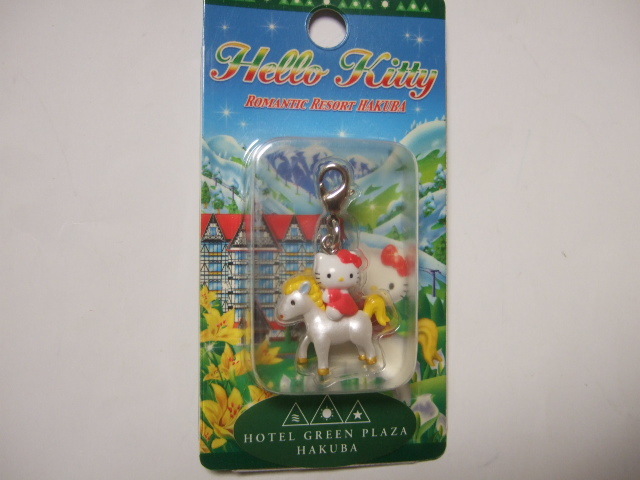 Hello Kitty
ROMANTIC RESORT HAKUBA
HOTEL GREEN PLAZA
HAKUBA